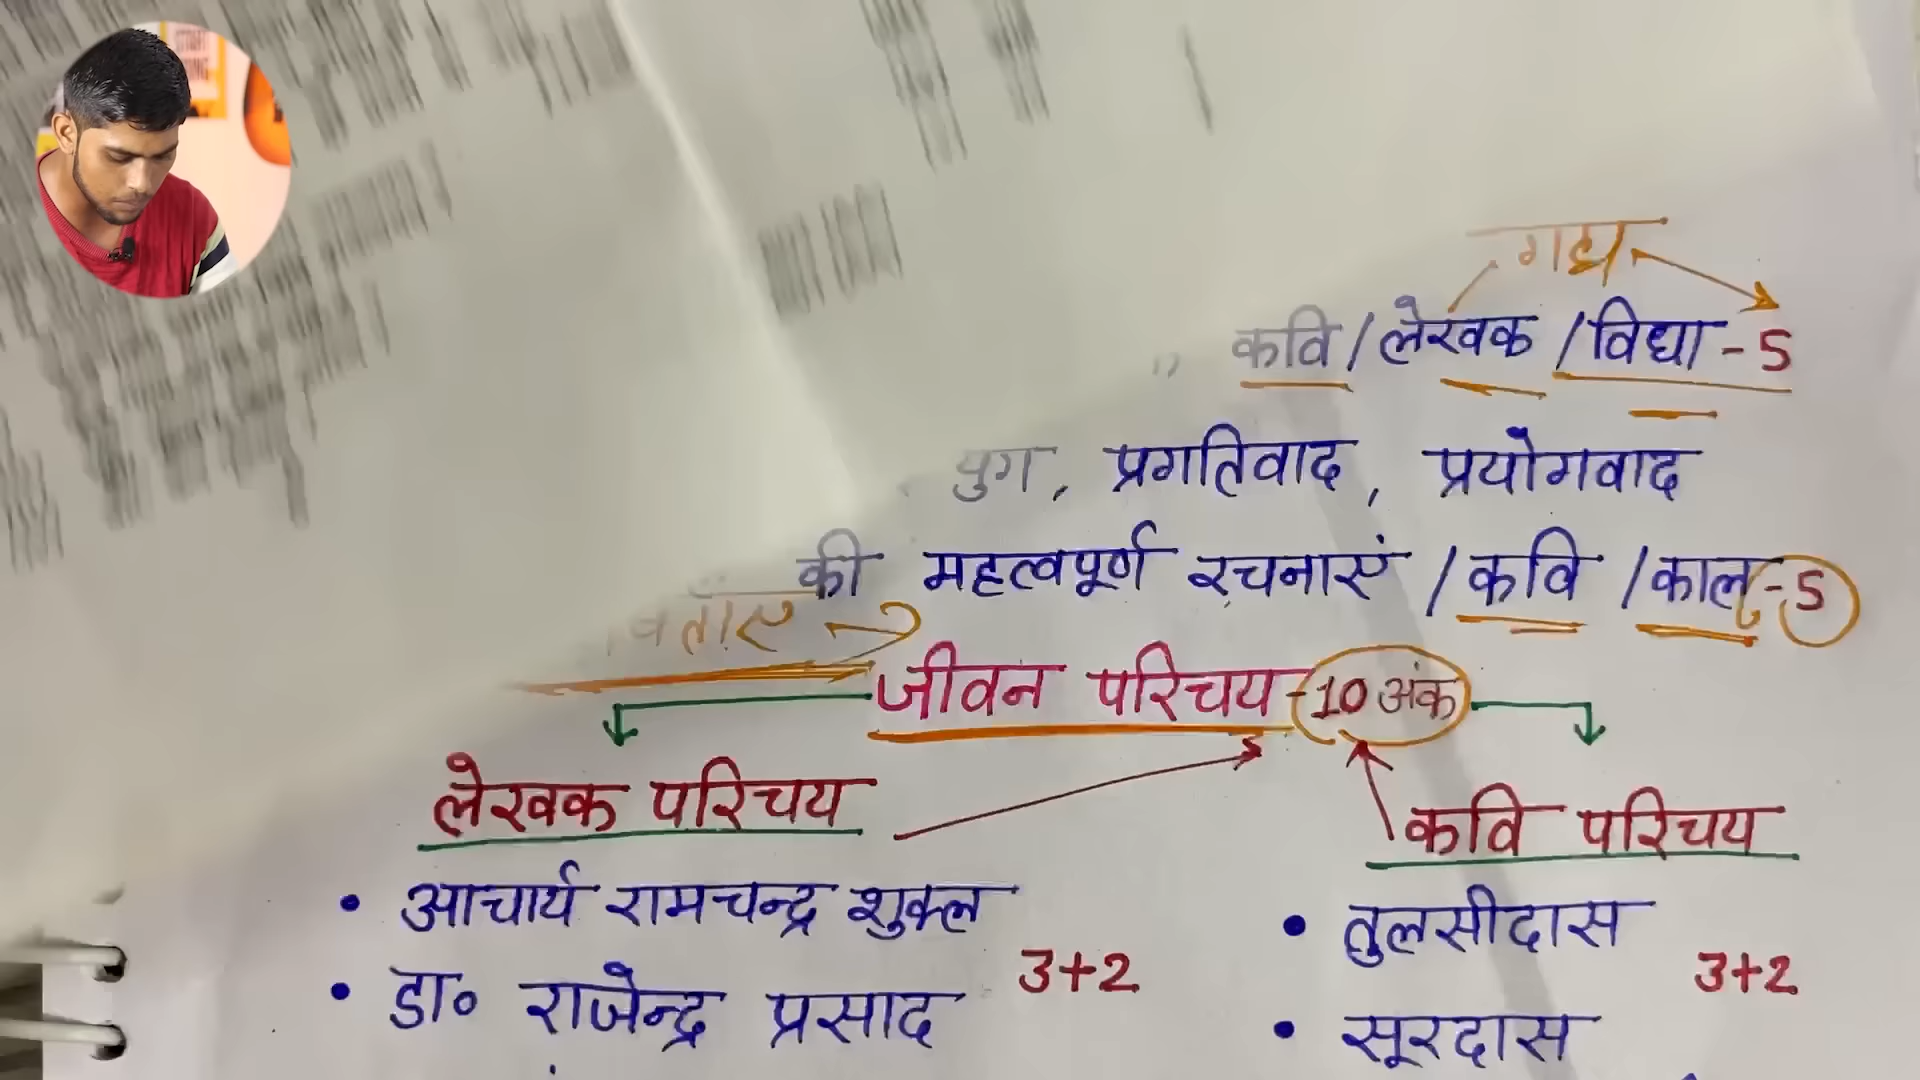 गद्य
कवि / लेखक / विद्या - 5
युग, प्रगतिवाद, प्रयोगवाद
की महत्वपूर्ण रचनाएं / कवि / काल - 5
जीवन परिचय - 10 अंक
लेखक परिचय
• आचार्य रामचन्द्र शुक्ल
• डा० राजेन्द्र प्रसाद
3+2
कवि परिचय
• तुलसीदास
3+2
• सूरदास